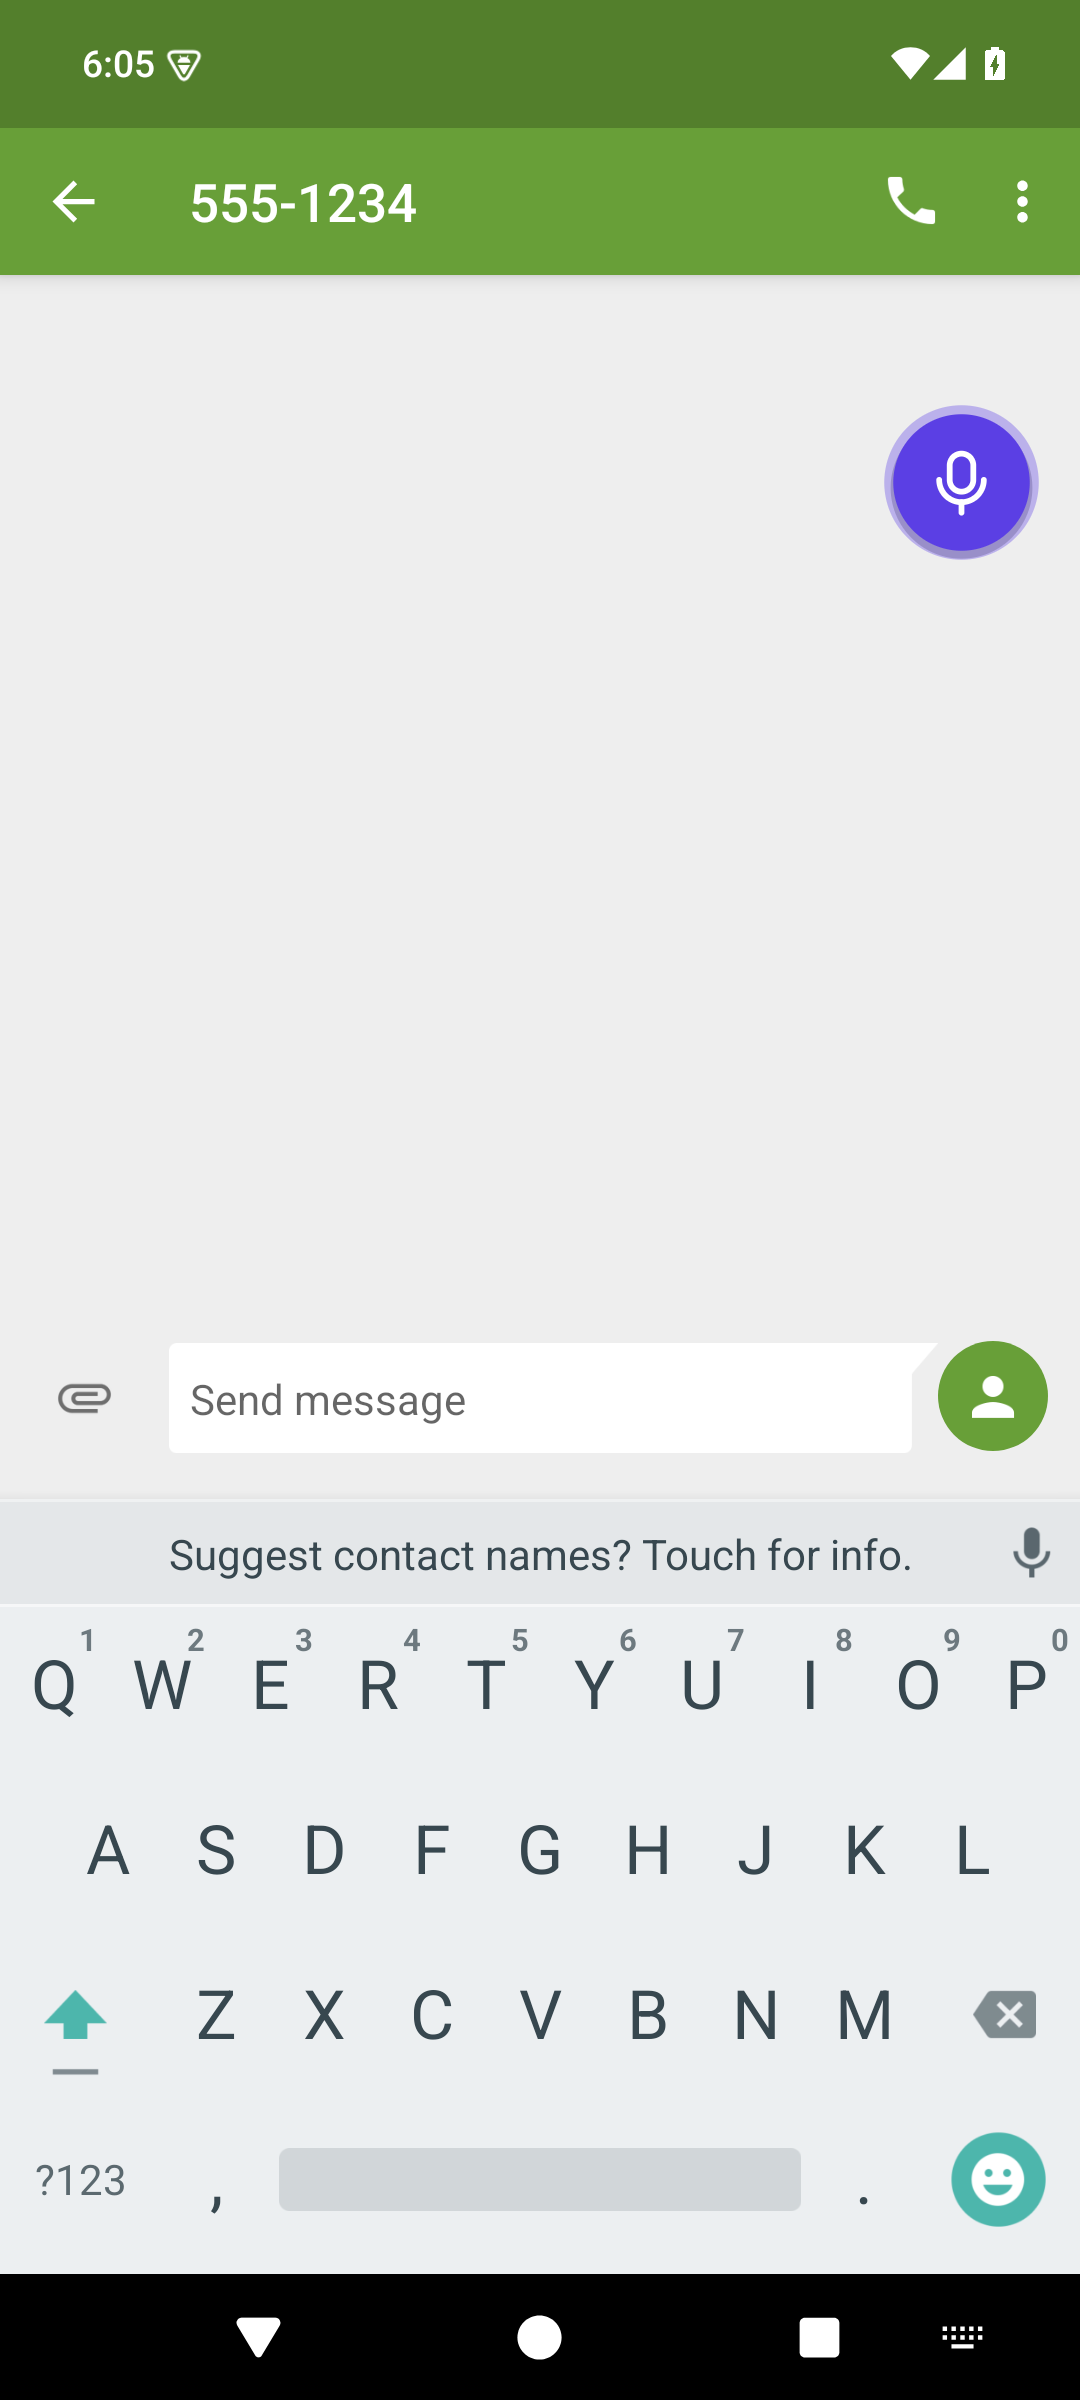 6:05
555-1234
Send message
Suggest contact names? Touch for info.
1 2 3 4 5 6 7 8 9 0
Q W E R T Y U I O P
A S D F G H J K L
Z X C V B N M
?123 , .